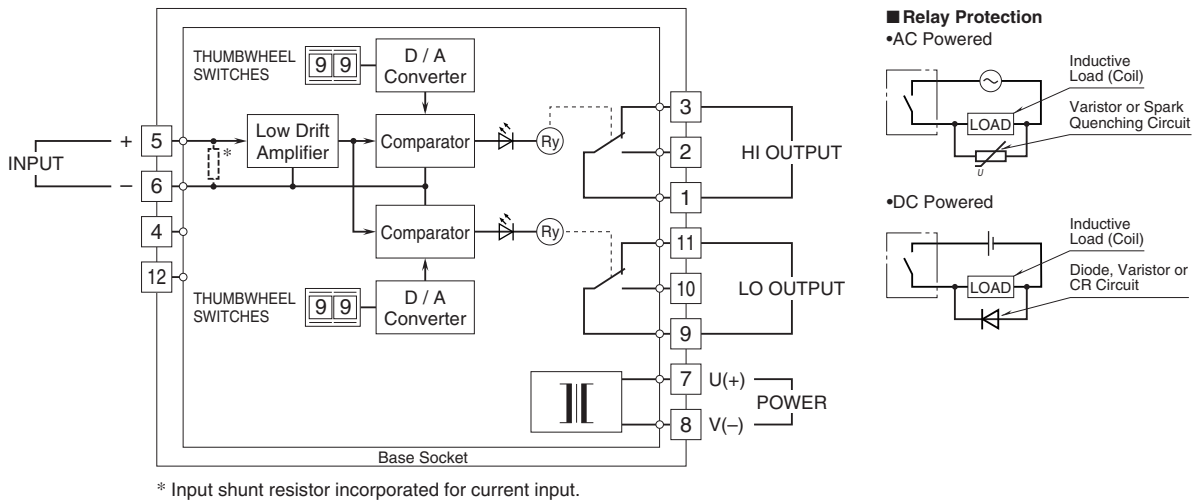 THUMBWHEEL
SWITCHES
9 9
D / A
Converter
INPUT
+ 5
– 6
4
12
*
Low Drift
Amplifier
Comparator
Ry
Comparator
Ry
THUMBWHEEL
SWITCHES
9 9
D / A
Converter
3
2
1
HI OUTPUT
11
10
9
LO OUTPUT
7 U(+)
8 V(–)
POWER
Base Socket
* Input shunt resistor incorporated for current input.
■ Relay Protection
•AC Powered
LOAD
U
Inductive
Load (Coil)
Varistor or Spark
Quenching Circuit
•DC Powered
LOAD
Inductive
Load (Coil)
Diode, Varistor or
CR Circuit